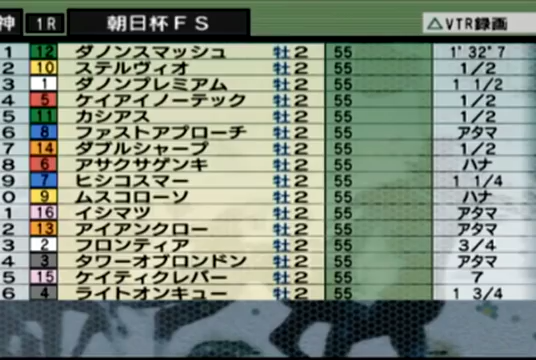 神 1R 朝日杯FS △VTR録画
1 12 ダノンスマッシュ 牡2 55 1' 32" 7
2 10 ステルヴィオ 牡2 55 1/2
3 1 ダノンプレミアム 牡2 55 1 1/2
4 5 ケイアイノーテック 牡2 55 1/2
5 11 カシアス 牡2 55 1/2
6 8 ファストアプローチ 牡2 55 アタマ
7 14 ダブルシャープ 牡2 55 1/2
8 6 アサクサゲンキ 牡2 55 ハナ
9 7 ヒシコスマー 牡2 55 1 1/4
0 9 ムスコローソ 牡2 55 ハナ
1 16 イシマツ 牡2 55 アタマ
2 13 アイアンクロー 牡2 55 アタマ
3 2 フロンティア 牡2 55 3/4
4 3 タワーオブロンドン 牡2 55 アタマ
5 15 ケイティクレバー 牡2 55 7
6 4 ライトオンキュー 牡2 55 1 3/4